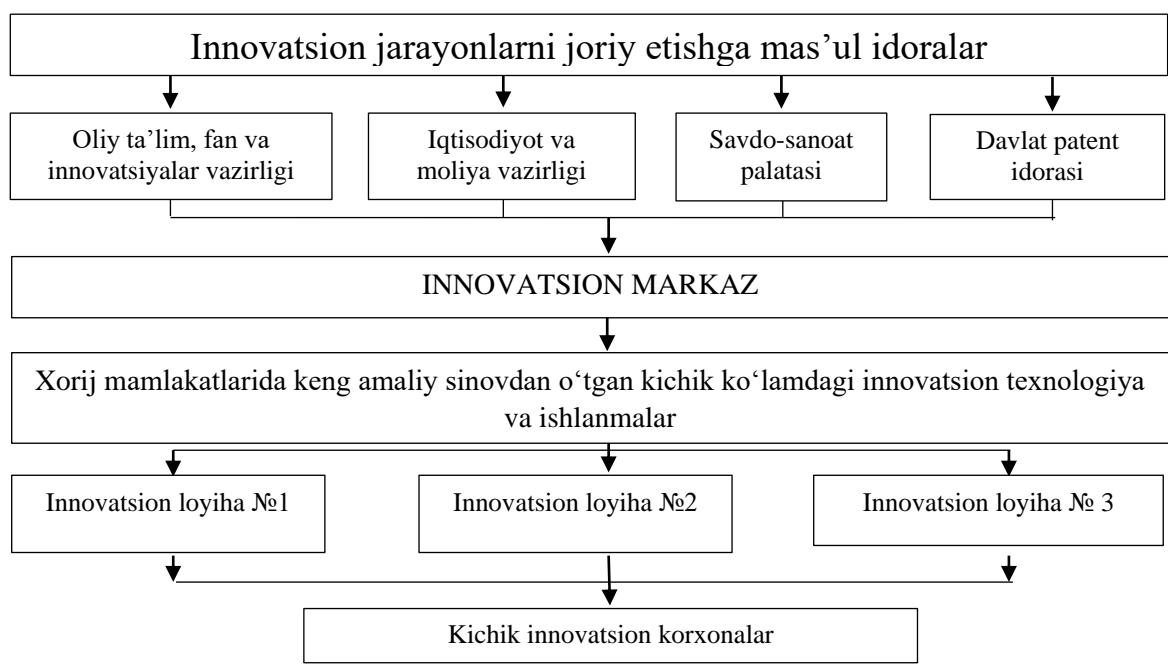 Innovatsion jarayonlarni joriy etishga mas’ul idoralar
Oliy ta’lim, fan va
innovatsiyalar vazirligi
Iqtisodiyot va
moliya vazirligi
Savdo-sanoat
palatasi
Davlat patent
idorasi
INNOVATSION MARKAZ
Xorij mamlakatlarida keng amaliy sinovdan o‘tgan kichik ko‘lamdagi innovatsion texnologiya
va ishlanmalar
Innovatsion loyiha №1
Innovatsion loyiha №2
Innovatsion loyiha № 3
Kichik innovatsion korxonalar